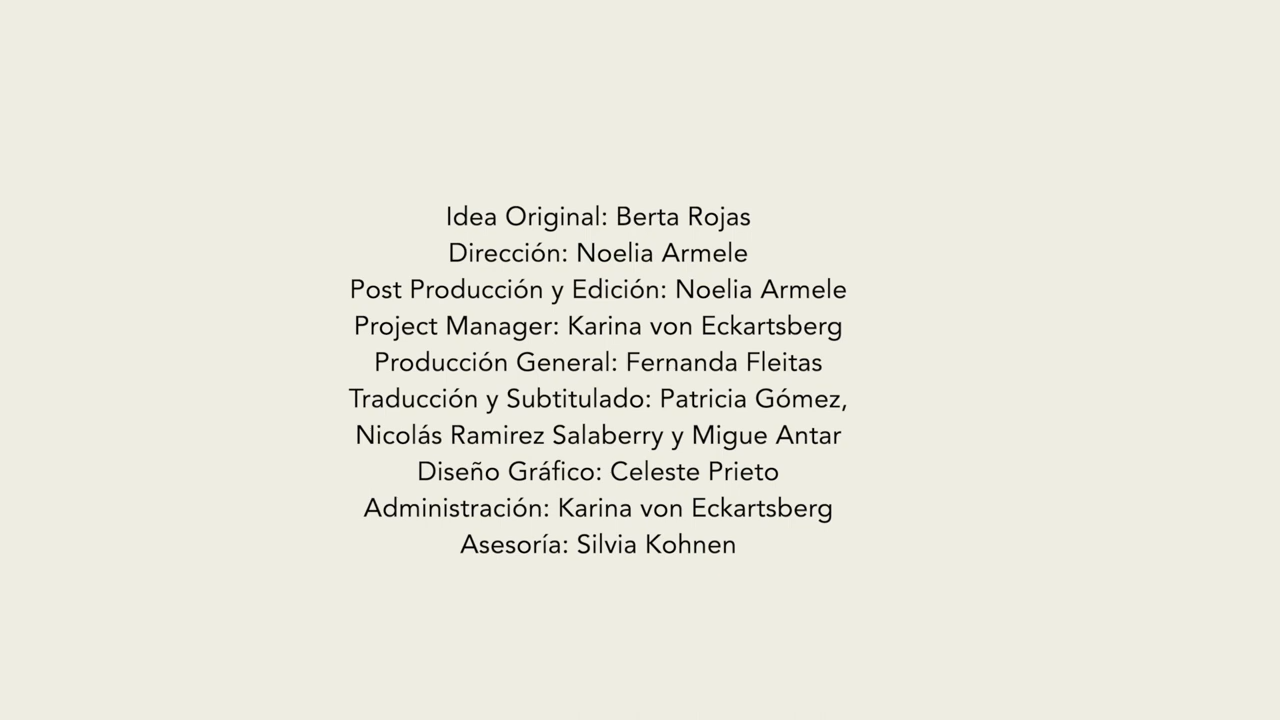 Idea Original: Berta Rojas
Dirección: Noelia Armele
Post Producción y Edición: Noelia Armele
Project Manager: Karina von Eckartsberg
Producción General: Fernanda Fleitas
Traducción y Subtitulado: Patricia Gómez,
Nicolás Ramirez Salaberry y Migue Antar
Diseño Gráfico: Celeste Prieto
Administración: Karina von Eckartsberg
Asesoría: Silvia Kohnen